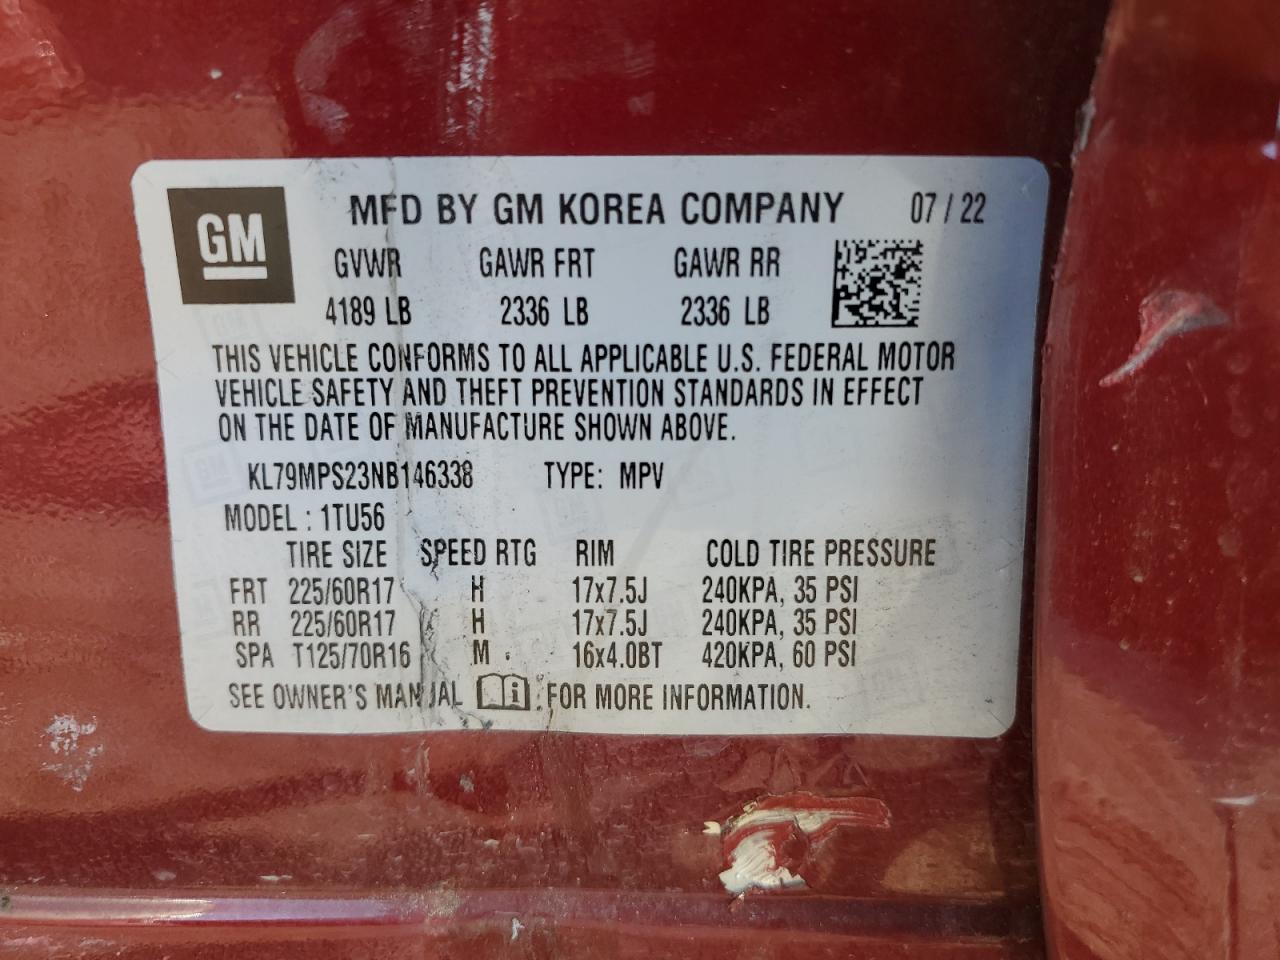 GM
MFD BY GM KOREA COMPANY 07 / 22
GVWR GAWR FRT GAWR RR
4189 LB 2336 LB 2336 LB
THIS VEHICLE CONFORMS TO ALL APPLICABLE U.S. FEDERAL MOTOR
VEHICLE SAFETY AND THEFT PREVENTION STANDARDS IN EFFECT
ON THE DATE OF MANUFACTURE SHOWN ABOVE.
KL79MPS23NB146338 TYPE: MPV
MODEL : 1TU56
TIRE SIZE SPEED RTG RIM COLD TIRE PRESSURE
FRT 225/60R17 H 17x7.5J 240KPA, 35 PSI
RR 225/60R17 H 17x7.5J 240KPA, 35 PSI
SPA T125/70R16 M 16x4.0BT 420KPA, 60 PSI
SEE OWNER'S MANUAL i FOR MORE INFORMATION.